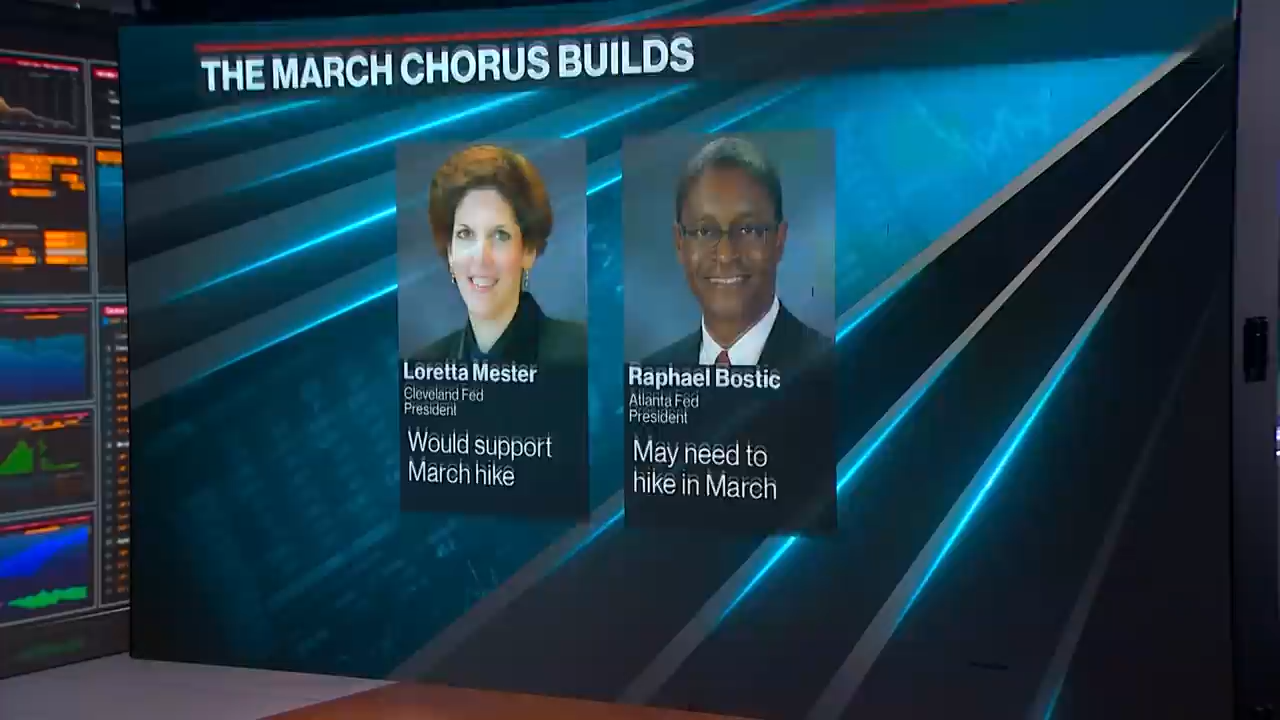 THE MARCH CHORUS BUILDS
Loretta Mester
Cleveland Fed
President
Would support
March hike
Raphael Bostic
Atlanta Fed
President
May need to
hike in March